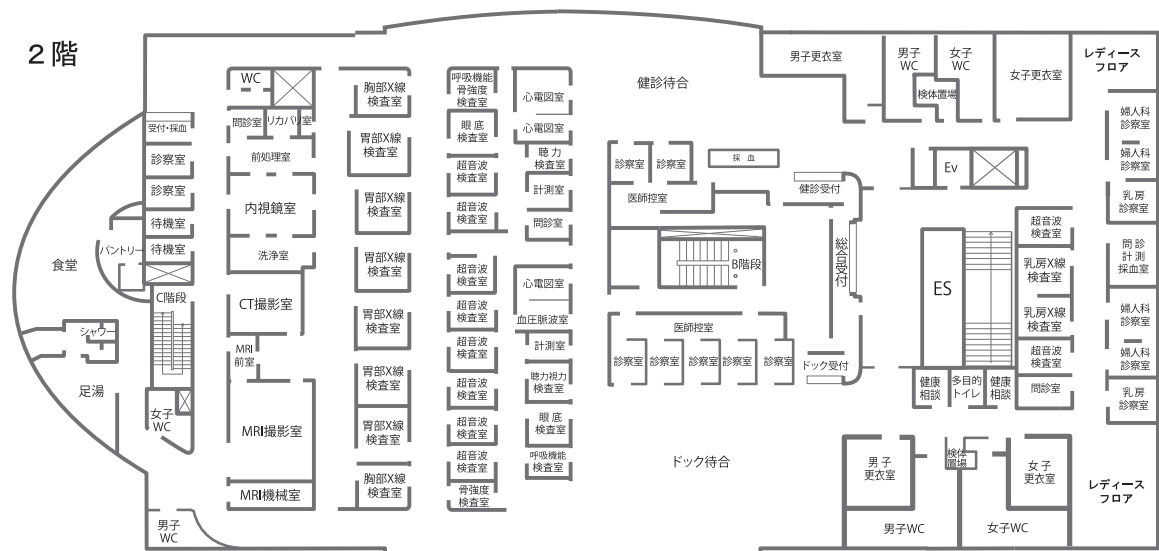 2階
WC
問診室
リカバリ室
前処理室
内視鏡室
洗浄室
CT撮影室
MRI
前室
MRI撮影室
MRI機械室
受付・採血
診察室
診察室
待機室
待機室
パントリー
食堂
C階段
シャワー
足湯
女子
WC
男子
WC
胸部X線
検査室
胃部X線
検査室
胃部X線
検査室
胃部X線
検査室
胃部X線
検査室
胃部X線
検査室
胃部X線
検査室
胸部X線
検査室
呼吸機能
骨強度
検査室
眼底
検査室
超音波
検査室
超音波
検査室
超音波
検査室
超音波
検査室
超音波
検査室
超音波
検査室
超音波
検査室
超音波
検査室
骨強度
検査室
心電図室
心電図室
聴力
検査室
計測室
問診室
心電図室
血圧脈波室
計測室
聴力視力
検査室
眼底
検査室
呼吸機能
検査室
健診待合
診察室
診察室
採血
医師控室
健診受付
B階段
総合受付
医師控室
診察室
診察室
診察室
診察室
診察室
ドック受付
ドック待合
男子更衣室
男子
WC
女子
WC
検体置場
女子更衣室
レディース
フロア
Ev
ES
婦人科
診察室
婦人科
診察室
乳房
診察室
問診
計測
採血室
婦人科
診察室
婦人科
診察室
乳房
診察室
超音波
検査室
乳房X線
検査室
乳房X線
検査室
超音波
検査室
問診室
健康
相談
多目的
トイレ
健康
相談
男子
更衣室
検体
置場
女子
更衣室
男子WC
女子WC
レディース
フロア